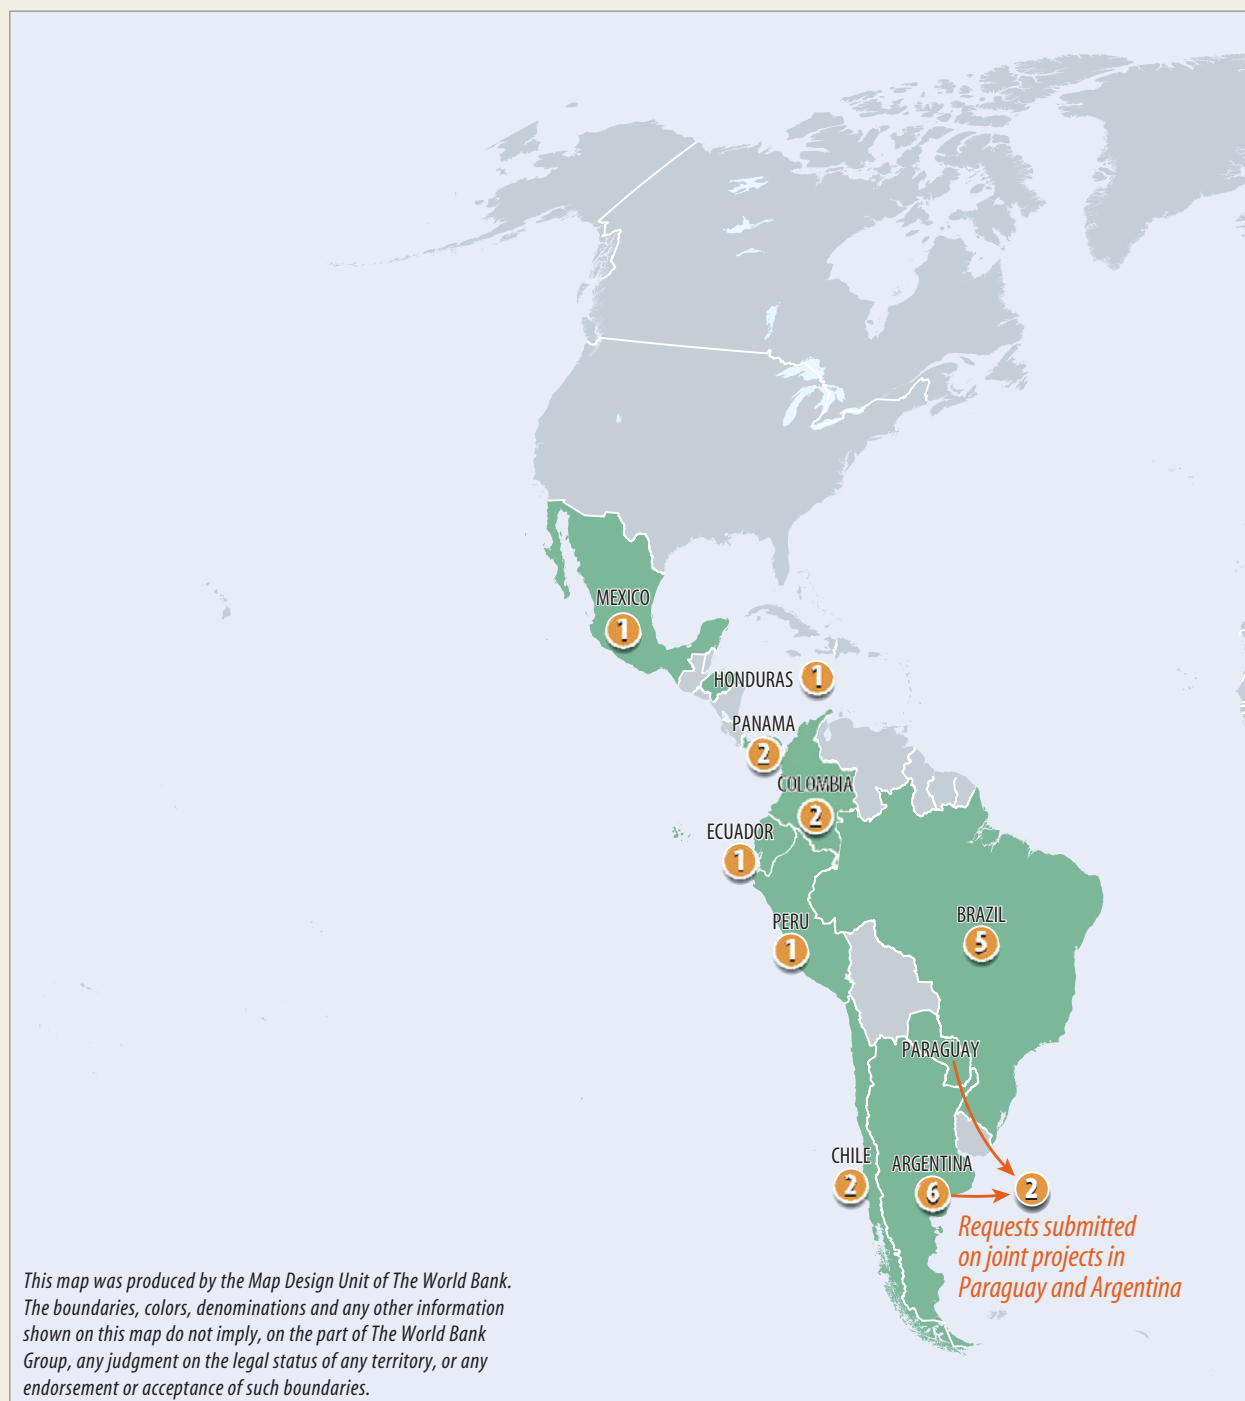 MEXICO
1
HONDURAS 1
PANAMA
2
COLOMBIA
2
ECUADOR
1
PERU
1
BRAZIL
5
PARAGUAY
CHILE
2
ARGENTINA
6
2
Requests submitted
on joint projects in
Paraguay and Argentina
This map was produced by the Map Design Unit of The World Bank.
The boundaries, colors, denominations and any other information
shown on this map do not imply, on the part of The World Bank
Group, any judgment on the legal status of any territory, or any
endorsement or acceptance of such boundaries.